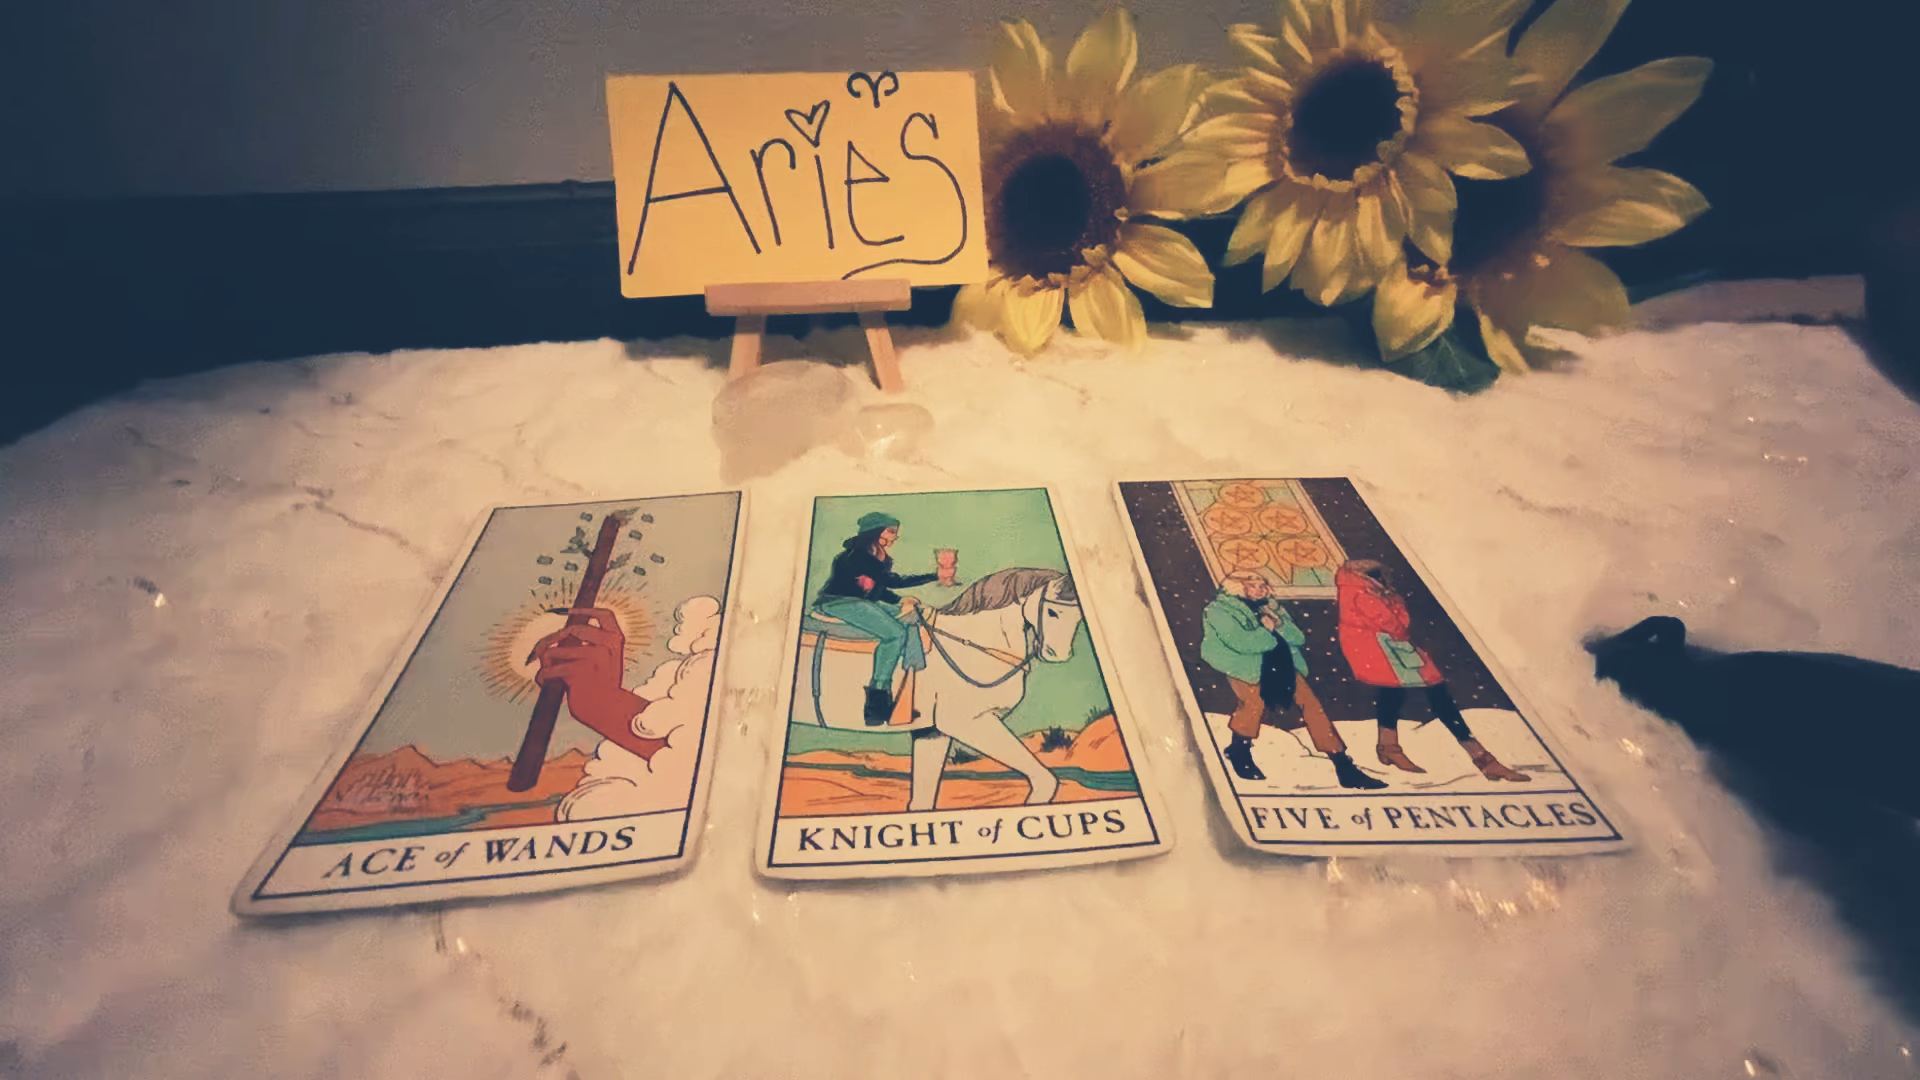 Aries
ACE of WANDS
KNIGHT of CUPS
FIVE of PENTACLES